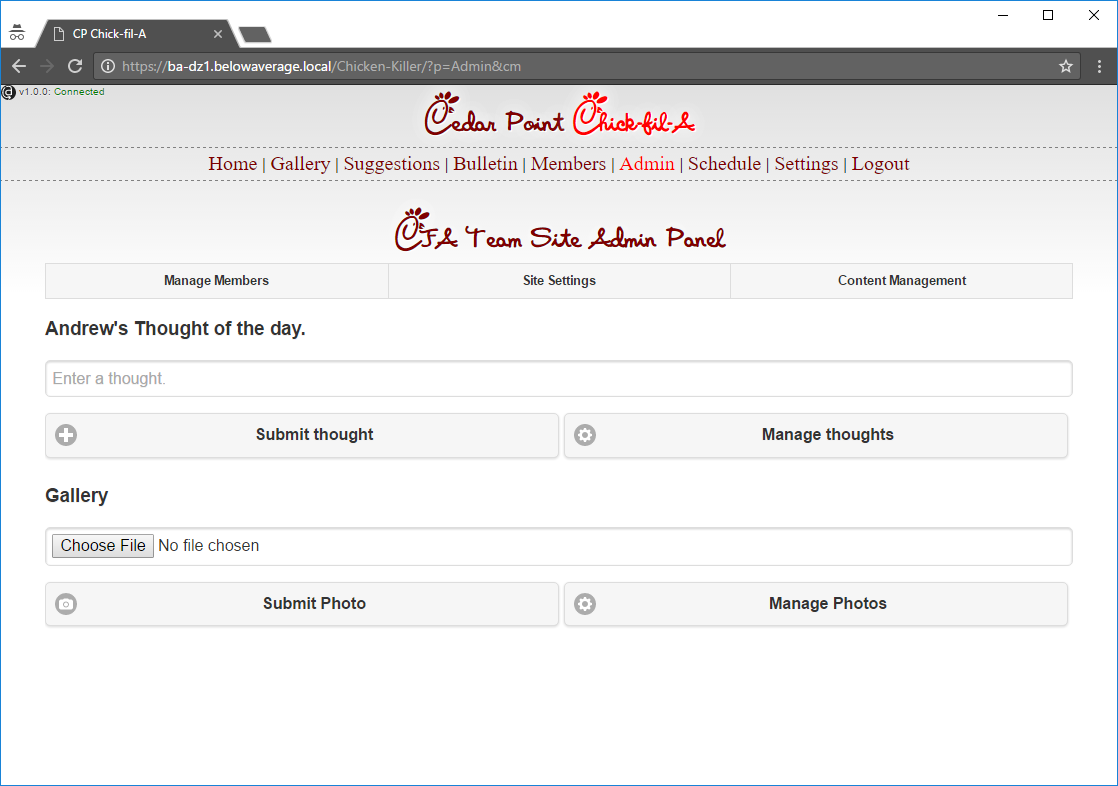 CP Chick-fil-A
https://ba-dz1.belowaverage.local/Chicken-Killer/?p=Admin&cm
v1.0.0: Connected
Cedar Point Chick-fil-A
Home | Gallery | Suggestions | Bulletin | Members | Admin | Schedule | Settings | Logout
CFA Team Site Admin Panel
Manage Members Site Settings Content Management
Andrew's Thought of the day.
Enter a thought.
Submit thought Manage thoughts
Gallery
Choose File No file chosen
Submit Photo Manage Photos